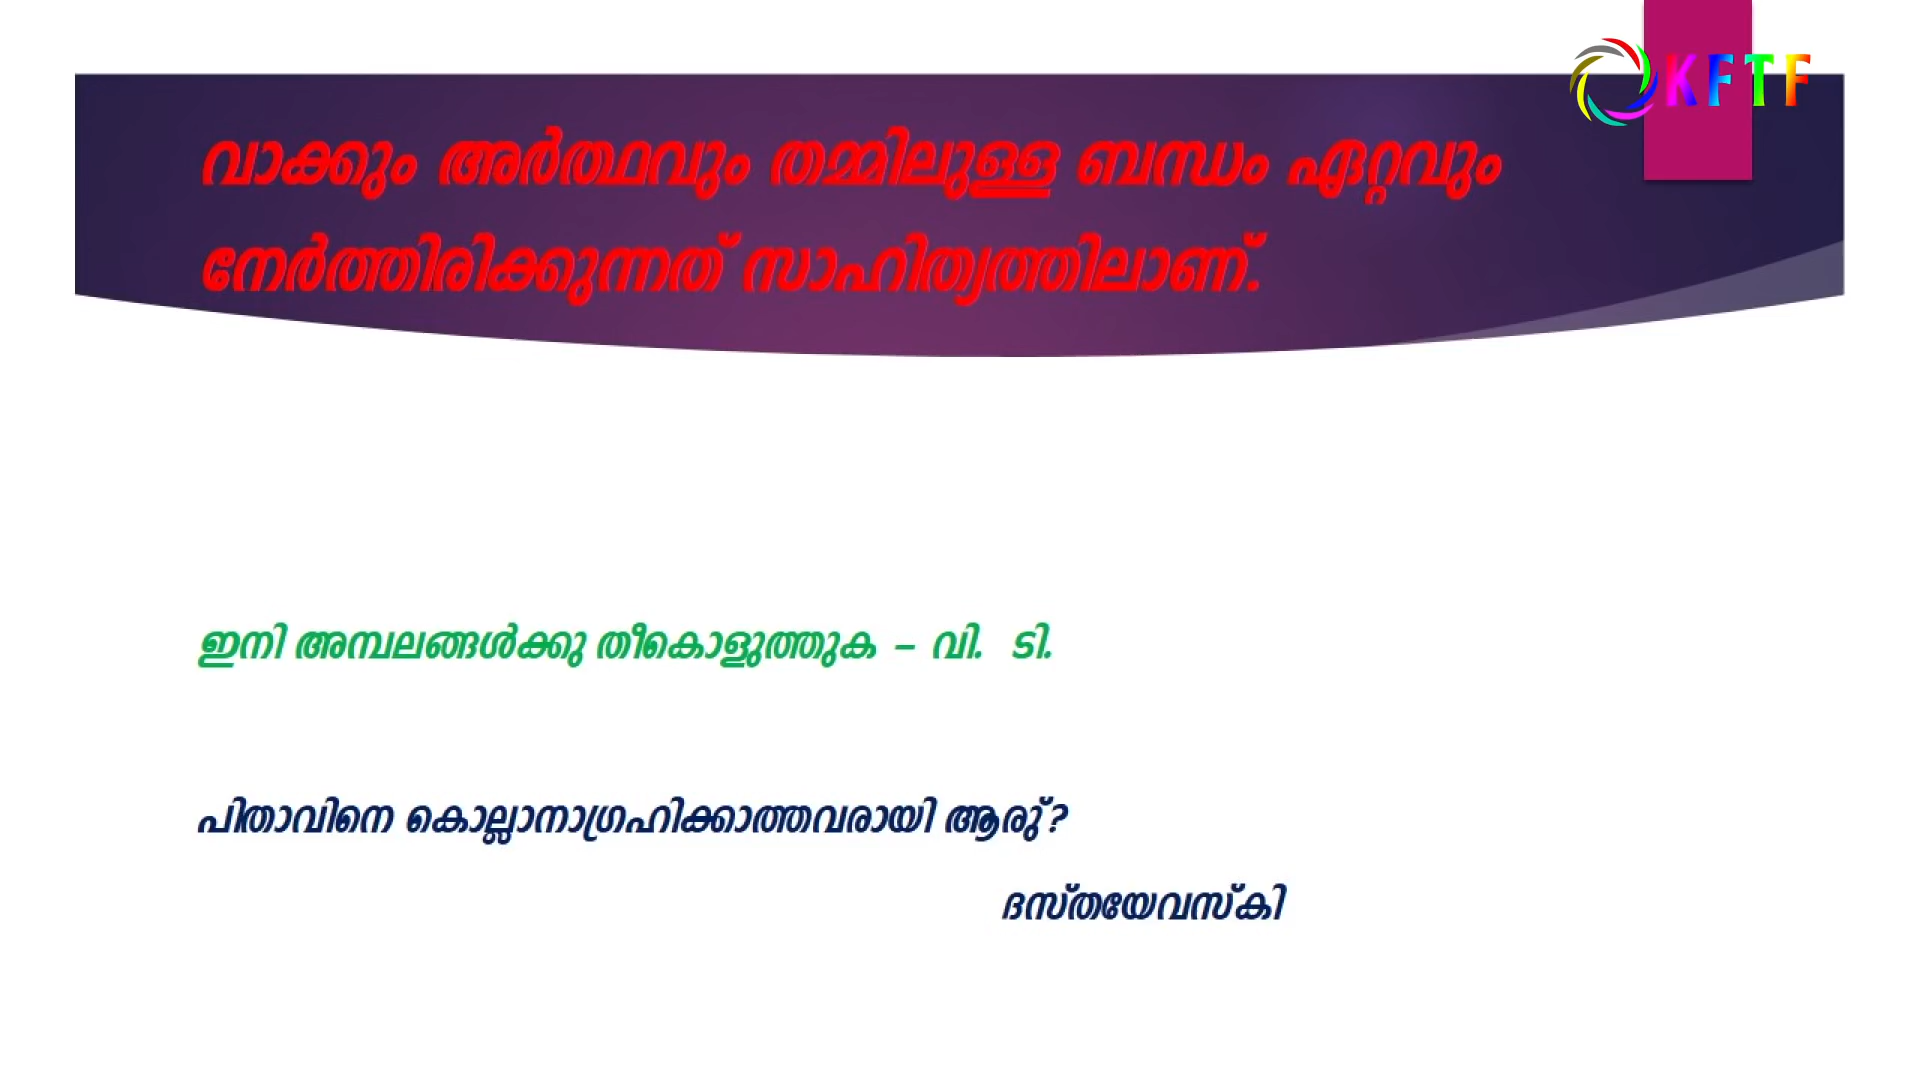 KFTF
വാക്കും അർത്ഥവും തമ്മിലുള്ള ബന്ധം ഏറ്റവും
നേർത്തിരിക്കുന്നത് സാഹിത്യത്തിലാണ്.
ഇനി അമ്പലങ്ങൾക്കു തീകൊളുത്തുക – വി. ടി.
പിതാവിനെ കൊല്ലാനാഗ്രഹിക്കാത്തവരായി ആരു്?
ദസ്തയേവസ്കി